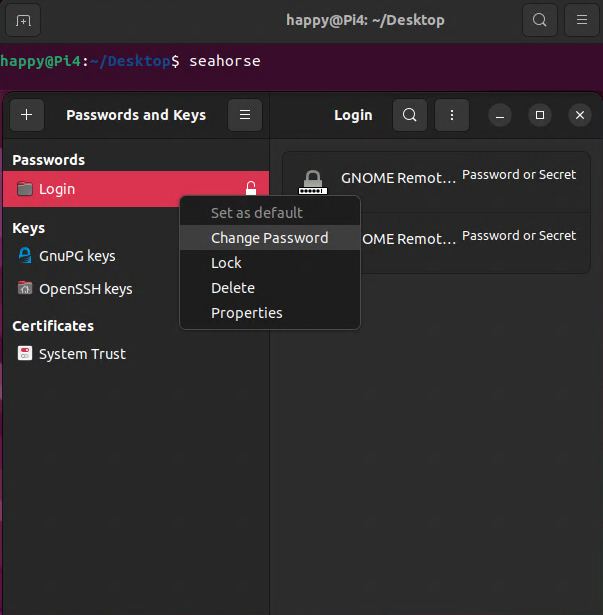 happy@Pi4: ~/Desktop
happy@Pi4:~/Desktop$ seahorse
Passwords and Keys
Login
Passwords
Login
Keys
GnuPG keys
OpenSSH keys
Certificates
System Trust
Set as default
Change Password
Lock
Delete
Properties
GNOME Remot… Password or Secret
OME Remot… Password or Secret